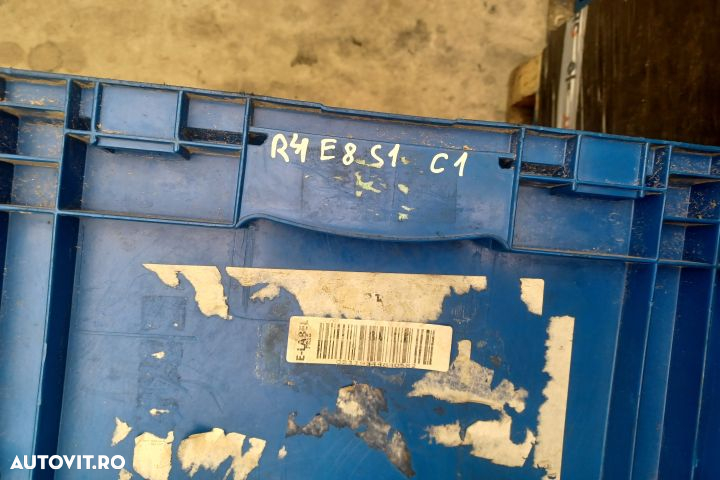 R4 E8 S1 C1
E-LABEL
AUTOVIT.RO